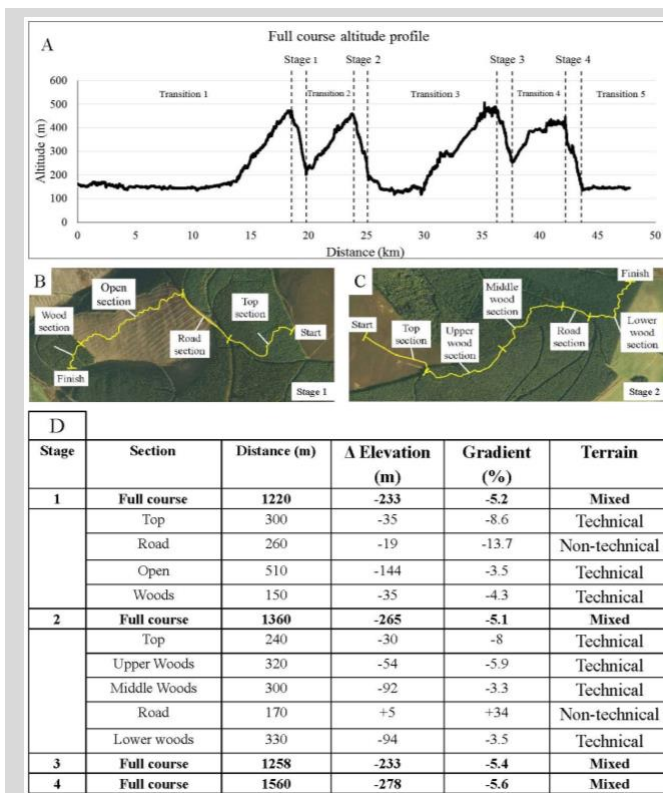 A
Full course altitude profile
Stage 1
Stage 2
Stage 3
Stage 4
Transition 1
Transition 2
Transition 3
Transition 4
Transition 5
Altitude (m)
600
500
400
300
200
100
0
0 5 10 15 20 25 30 35 40 45 50
Distance (km)
B
Open
section
Wood
section
Top
section
Road
section
Start
Finish
Stage 1
C
Finish
Middle
wood
section
Start
Top
section
Upper
wood
section
Road
section
Lower
wood
section
Stage 2
D
Stage Section Distance (m) Δ Elevation (m) Gradient (%) Terrain
1 Full course 1220 -233 -5.2 Mixed
Top 300 -35 -8.6 Technical
Road 260 -19 -13.7 Non-technical
Open 510 -144 -3.5 Technical
Woods 150 -35 -4.3 Technical
2 Full course 1360 -265 -5.1 Mixed
Top 240 -30 -8 Technical
Upper Woods 320 -54 -5.9 Technical
Middle Woods 300 -92 -3.3 Technical
Road 170 +5 +34 Non-technical
Lower woods 330 -94 -3.5 Technical
3 Full course 1258 -233 -5.4 Mixed
4 Full course 1560 -278 -5.6 Mixed